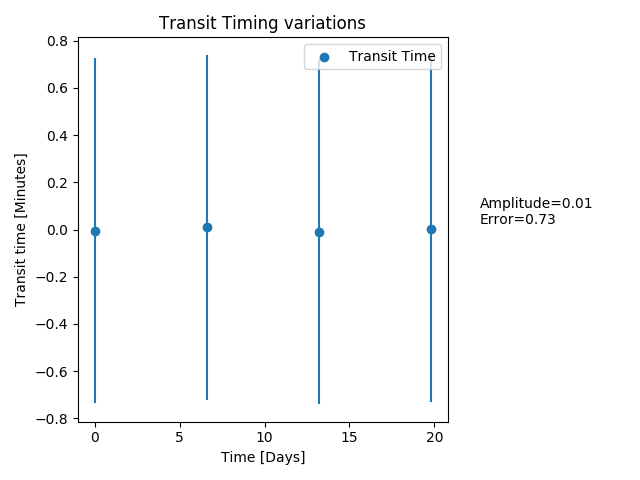 Transit Timing variations
Transit Time
0.8
0.6
0.4
0.2
0.0
−0.2
−0.4
−0.6
−0.8
Transit time [Minutes]
0
5
10
15
20
Time [Days]
Amplitude=0.01
Error=0.73